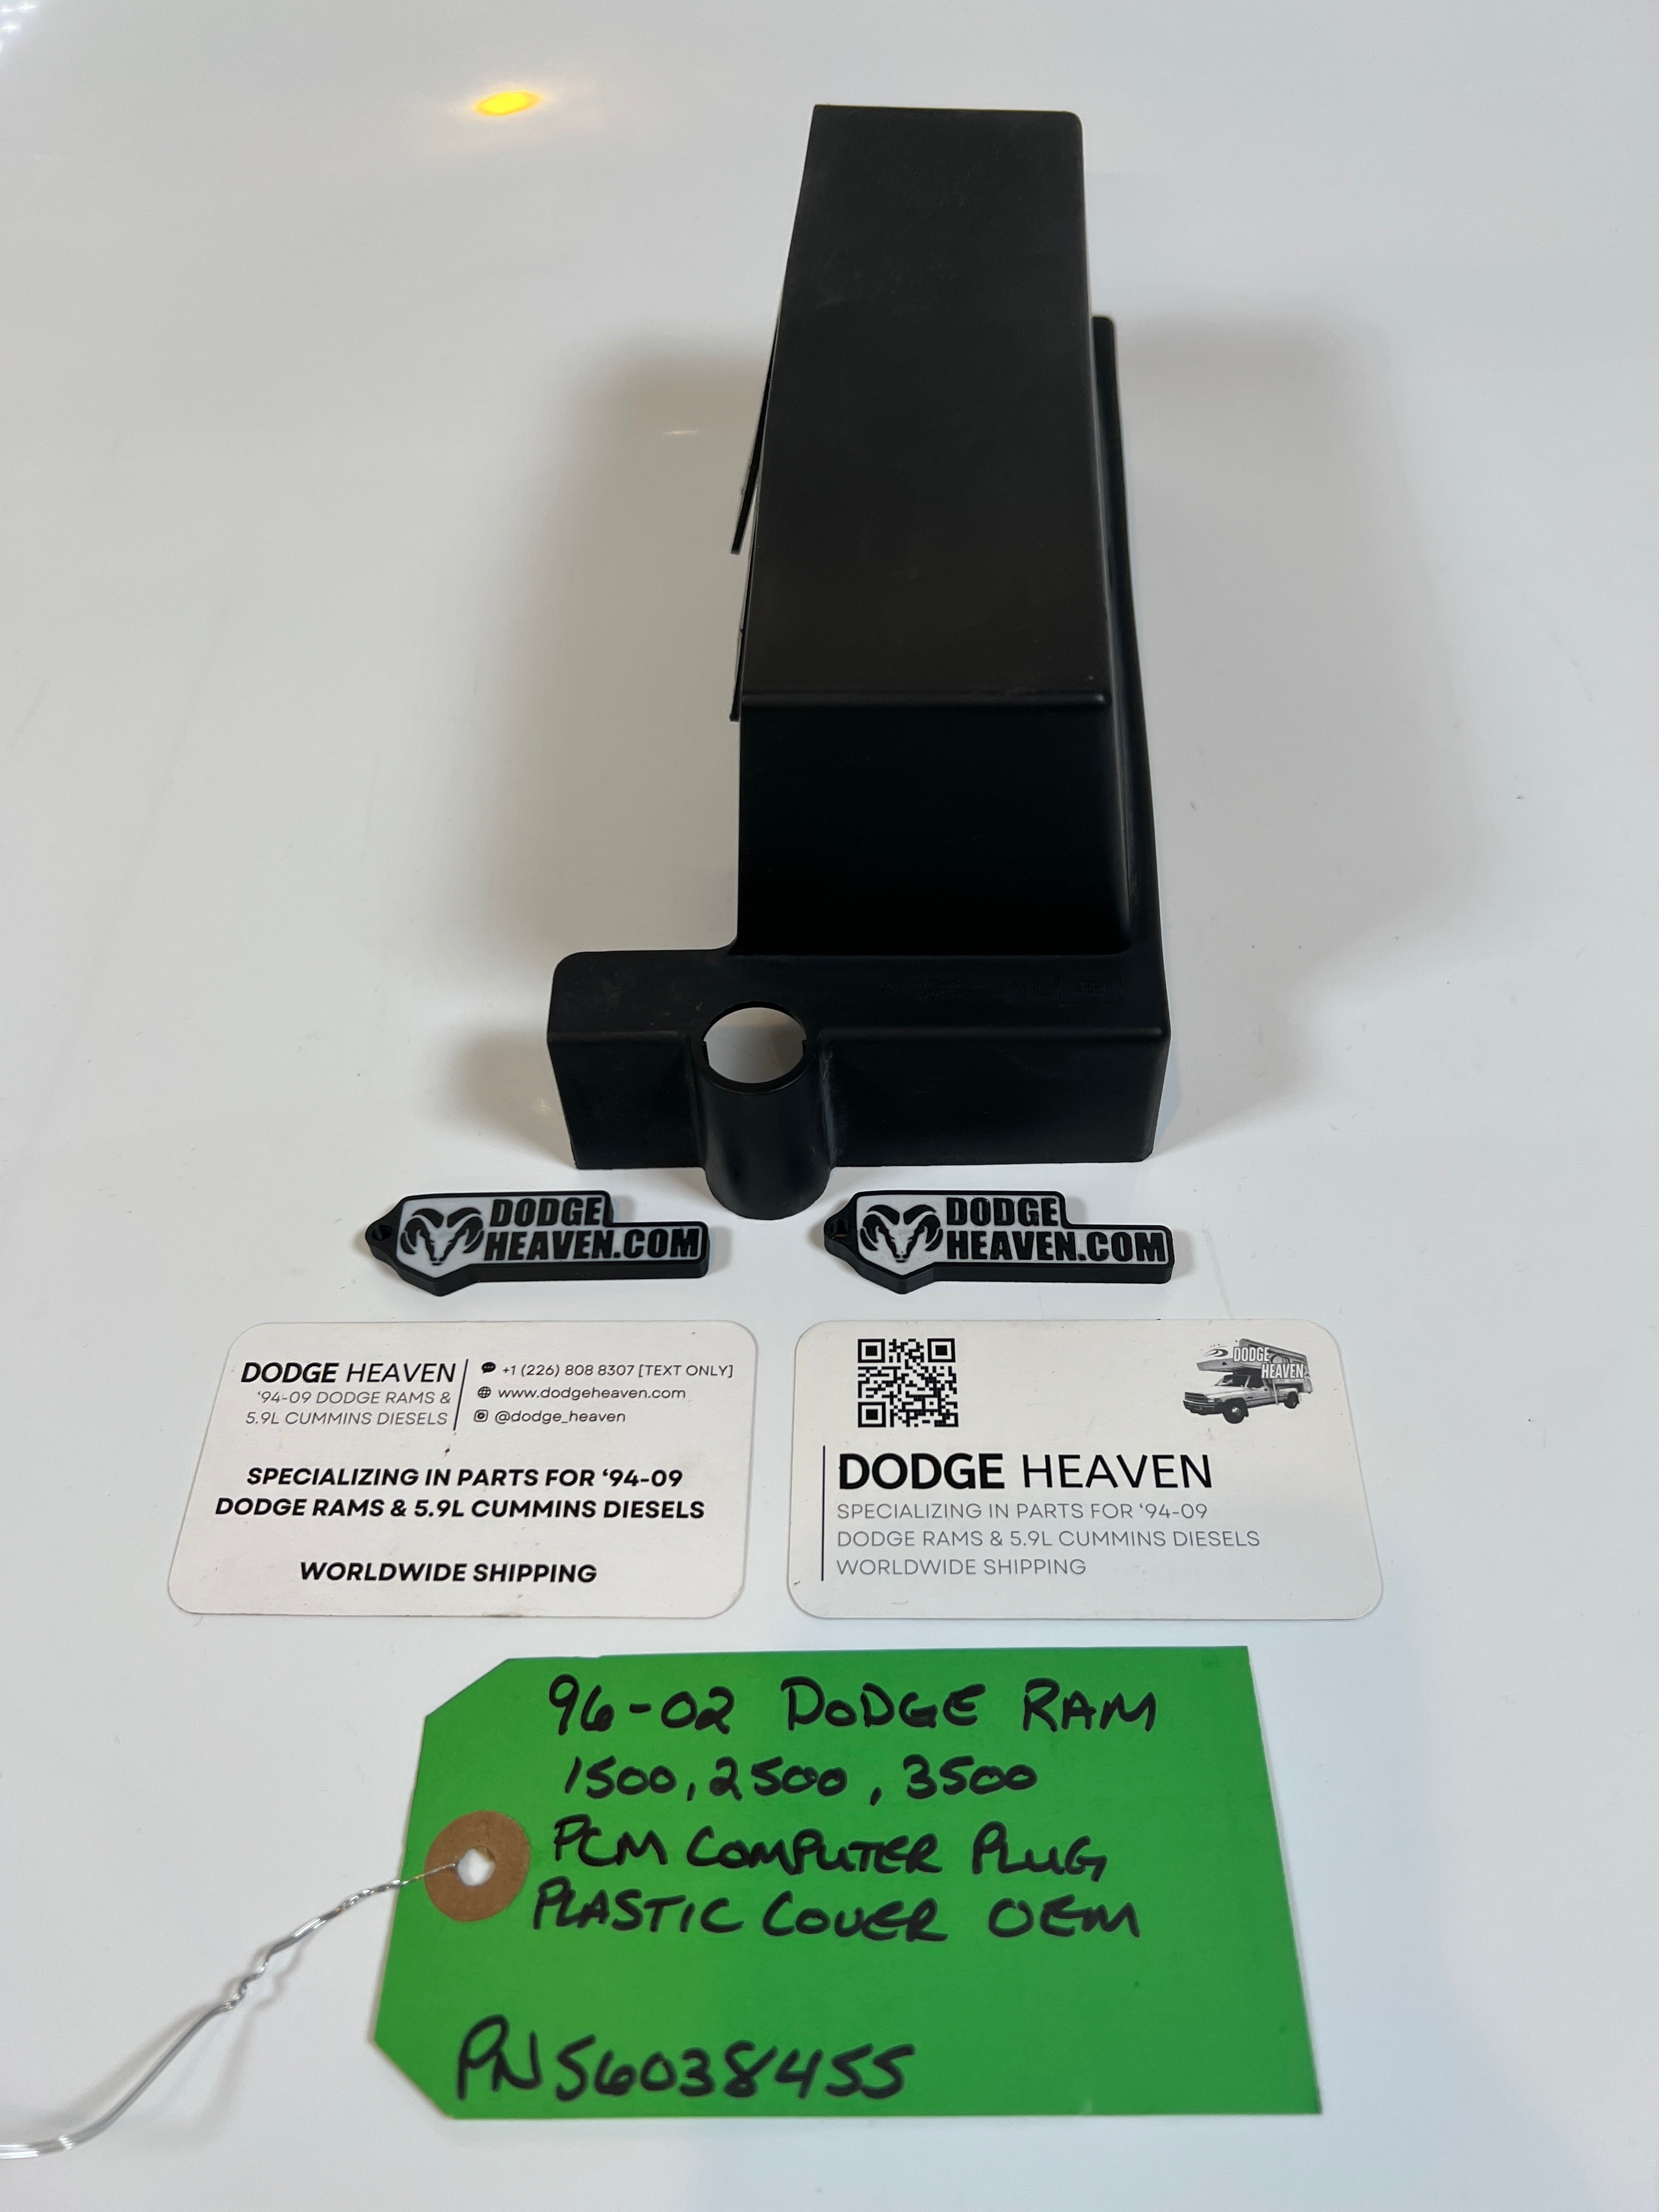 DODGE
HEAVEN.COM
DODGE
HEAVEN.COM
DODGE HEAVEN
‘94-09 DODGE RAMS &
5.9L CUMMINS DIESELS
+1 (226) 808 8307 [TEXT ONLY]
www.dodgeheaven.com
@dodge_heaven
SPECIALIZING IN PARTS FOR ‘94-09
DODGE RAMS & 5.9L CUMMINS DIESELS
WORLDWIDE SHIPPING
DODGE
HEAVEN
DODGE HEAVEN
SPECIALIZING IN PARTS FOR ‘94-09
DODGE RAMS & 5.9L CUMMINS DIESELS
WORLDWIDE SHIPPING
96-02 DODGE RAM
1500, 2500, 3500
PCM COMPUTER PLUG
PLASTIC COVER OEM
PN56038455